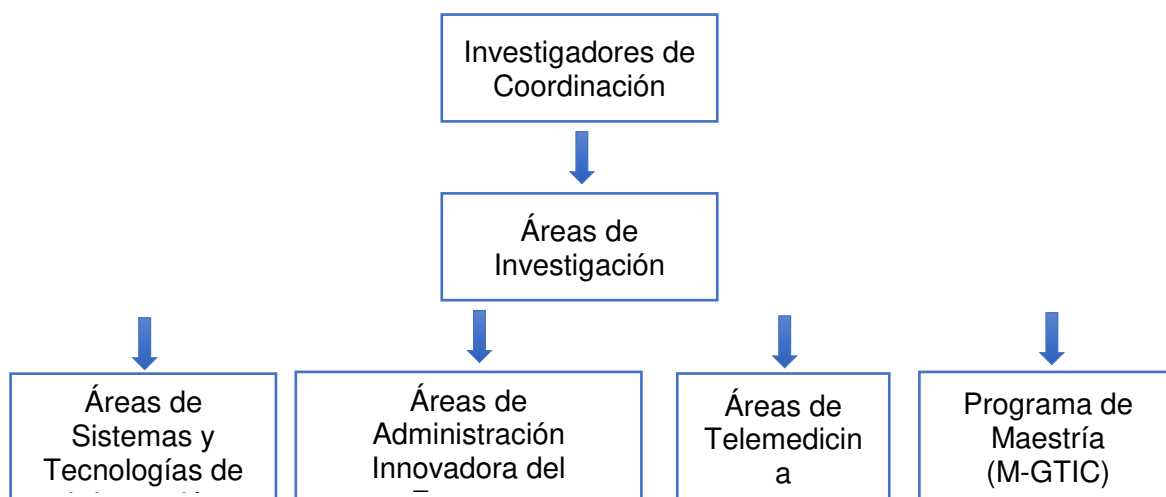 Investigadores de
Coordinación
Áreas de
Investigación
Áreas de
Sistemas y
Tecnologías de
Áreas de
Administración
Innovadora del
Áreas de
Telemedicin
a
Programa de
Maestría
(M-GTIC)